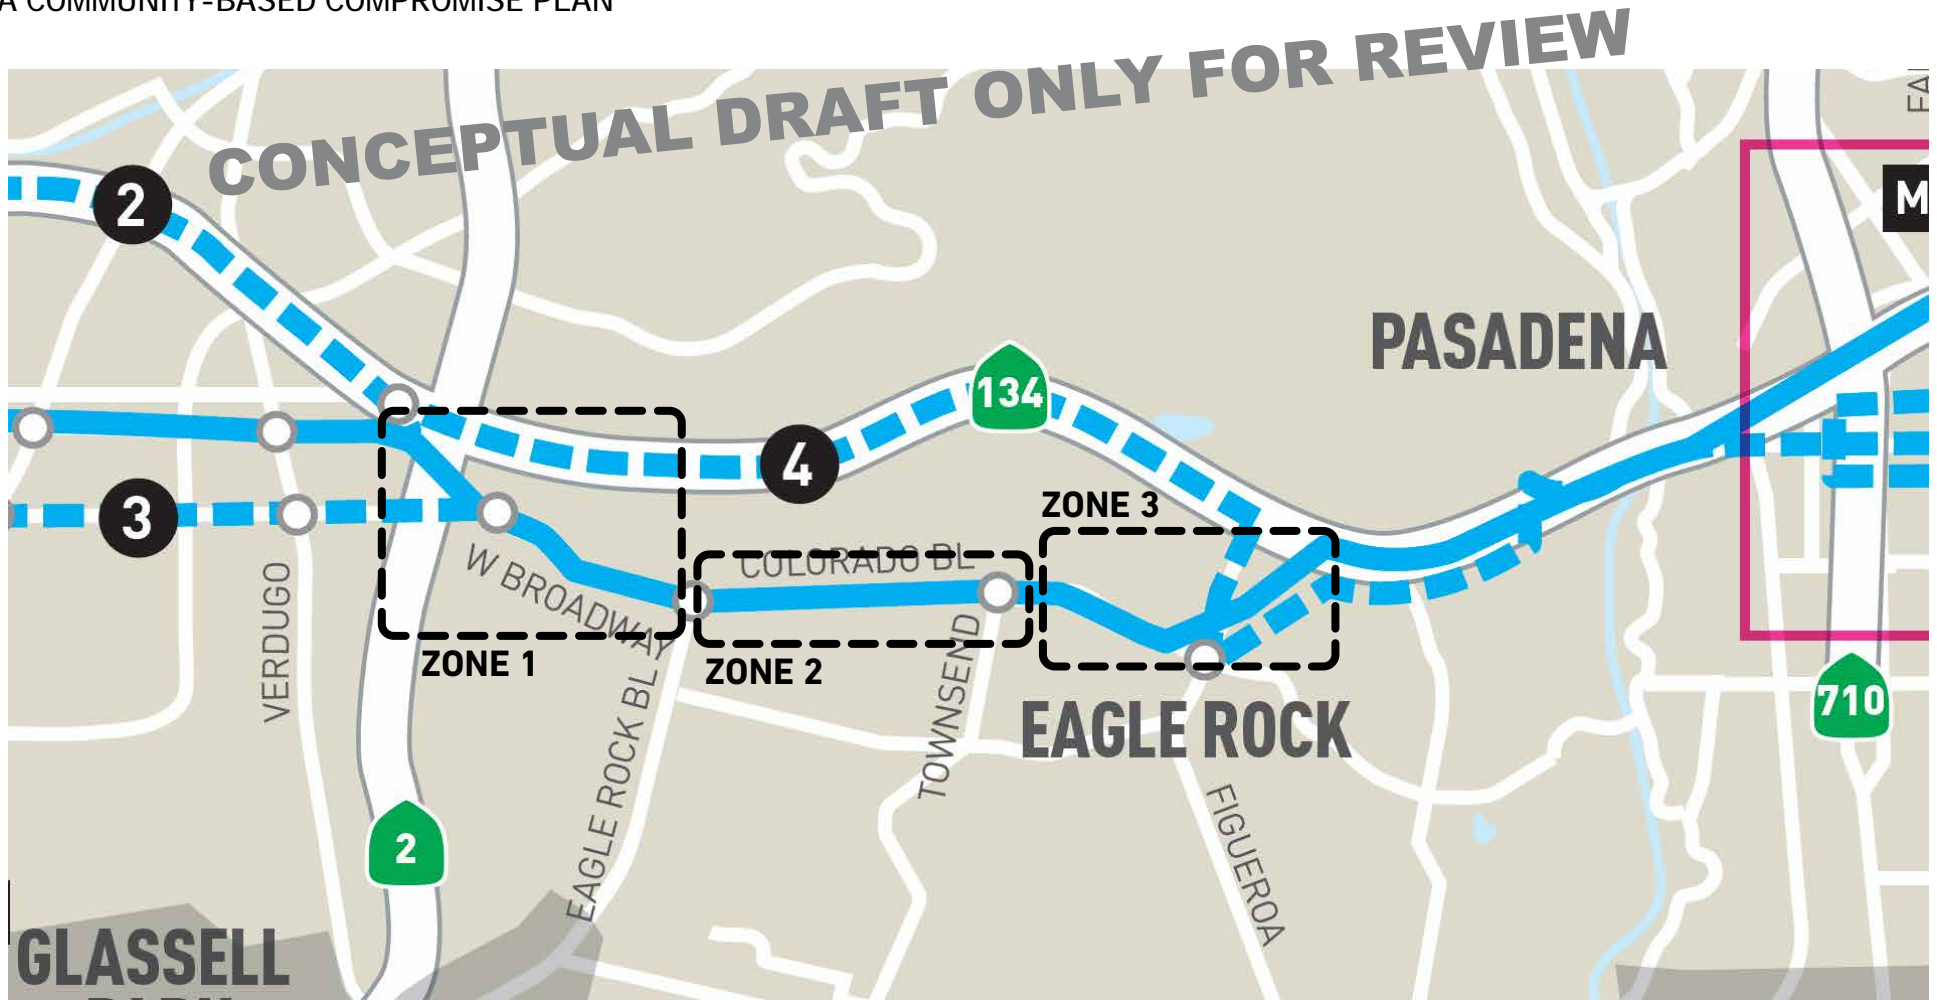 A COMMUNITY-BASED COMPROMISE PLAN
CONCEPTUAL DRAFT ONLY FOR REVIEW
2
M
PASADENA
134
4
3
ZONE 3
COLORADO BL
W BROADWAY
VERDUGO
ZONE 1
ZONE 2
TOWNSEND
EAGLE ROCK BL
EAGLE ROCK
710
FIGUEROA
2
GLASSELL